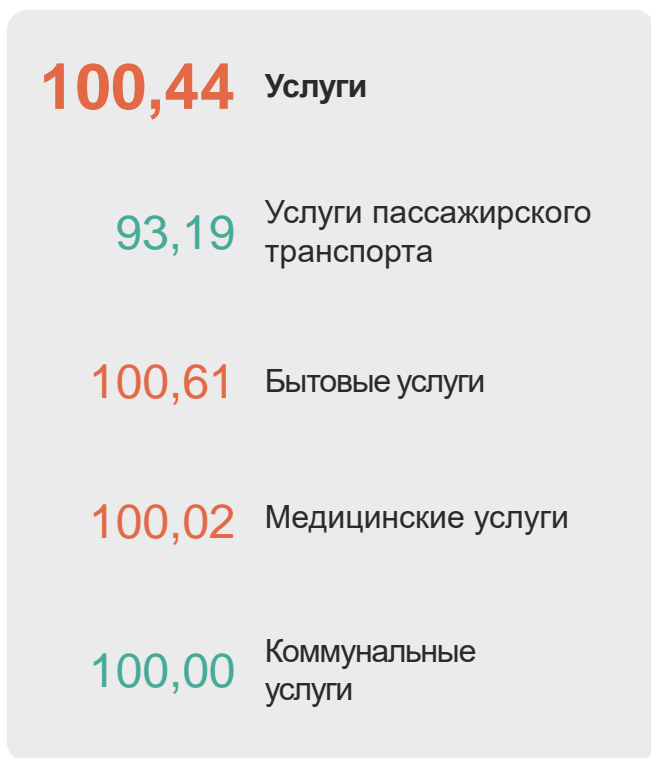 100,44 Услуги
93,19 Услуги пассажирского
транспорта
100,61 Бытовые услуги
100,02 Медицинские услуги
100,00 Коммунальные
услуги